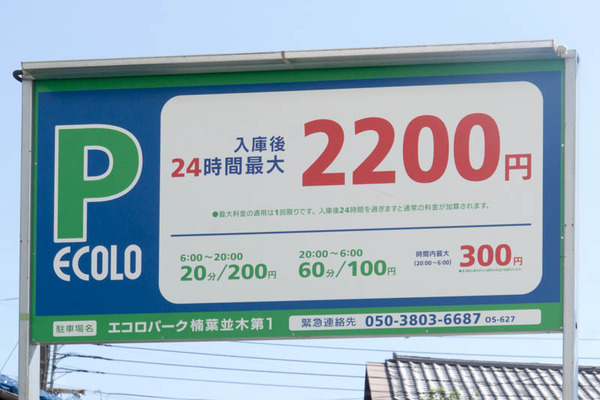 P
ECOLO
入庫後
24時間最大
2200円
●最大料金の適用は1回限りです。入庫後24時間を過ぎますと通常の料金が加算されます。
6:00〜20:00
20分/200円
20:00〜6:00
60分/100円
時間内最大
(20:00〜6:00)
300円
駐車場名 エコロパーク楠葉並木第1
緊急連絡先 050-3803-6687 OS-627